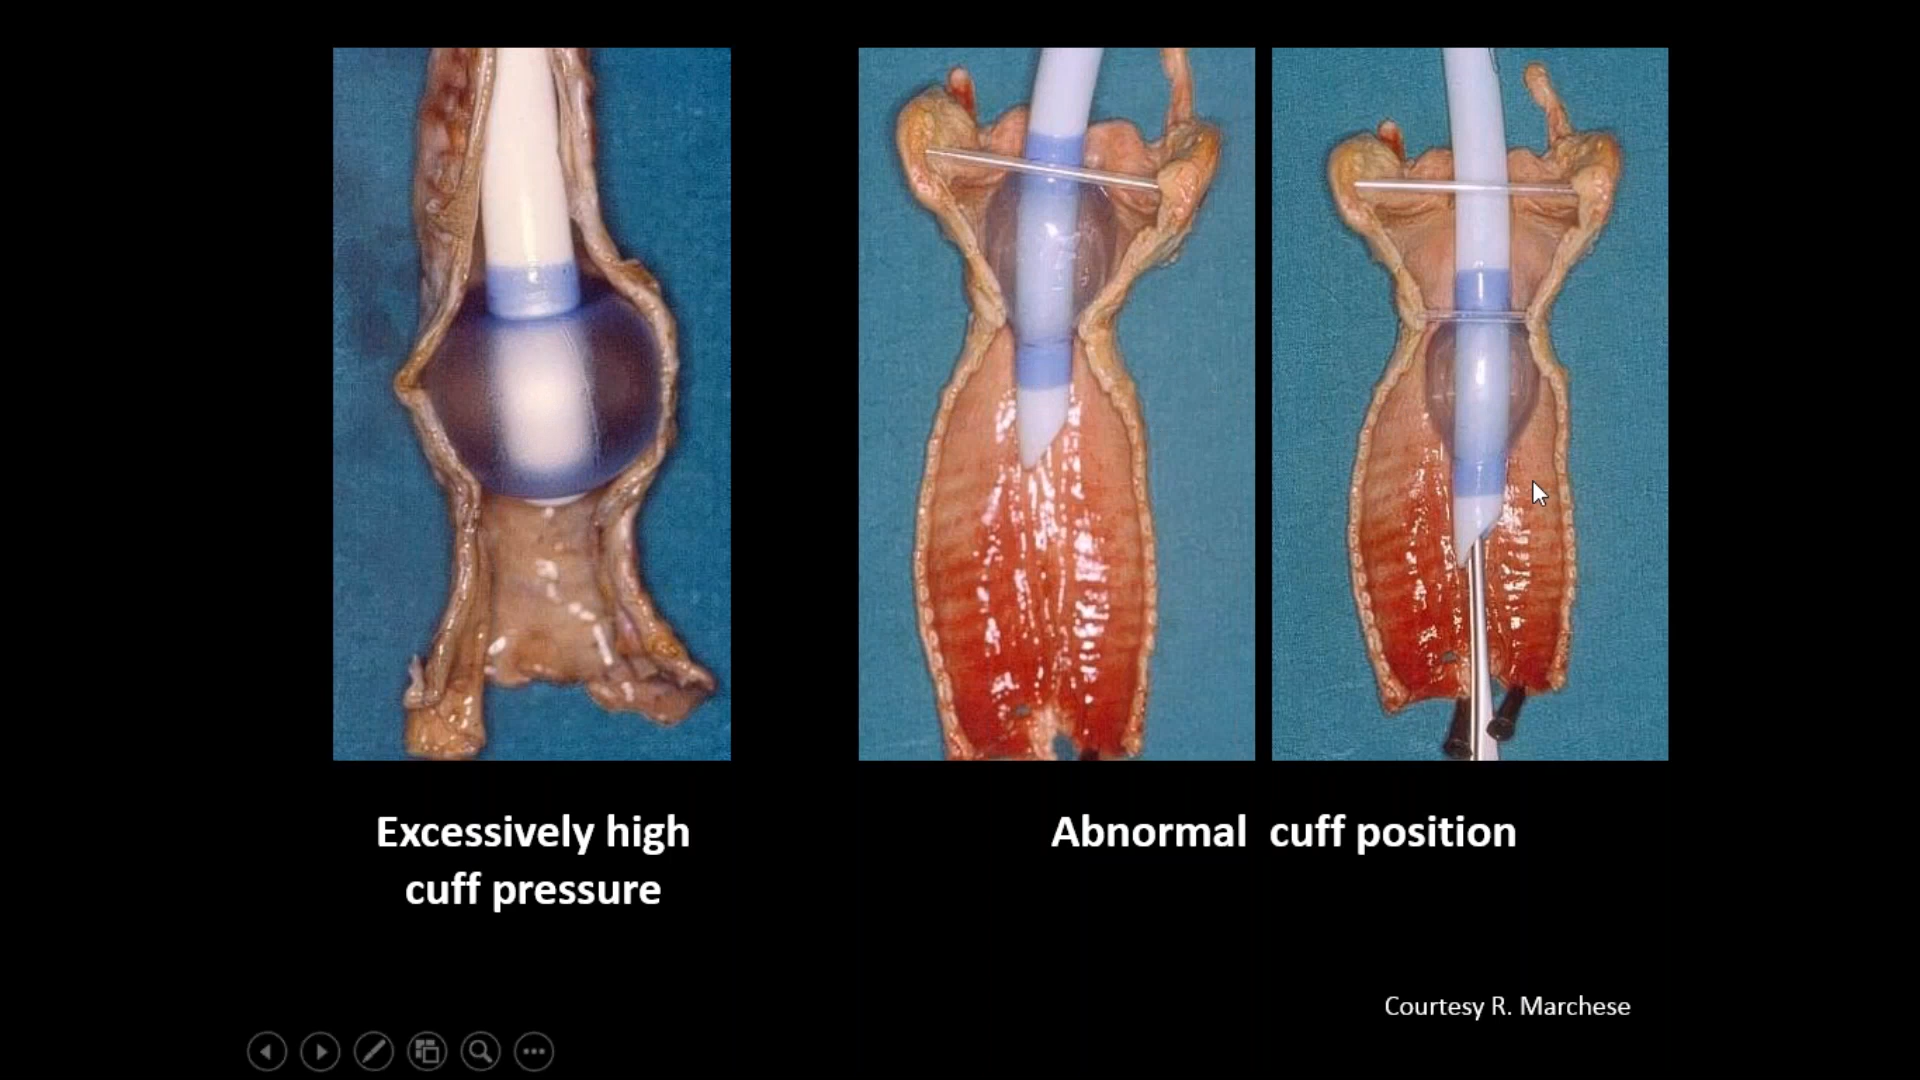 Excessively high
cuff pressure
Abnormal cuff position
Courtesy R. Marchese